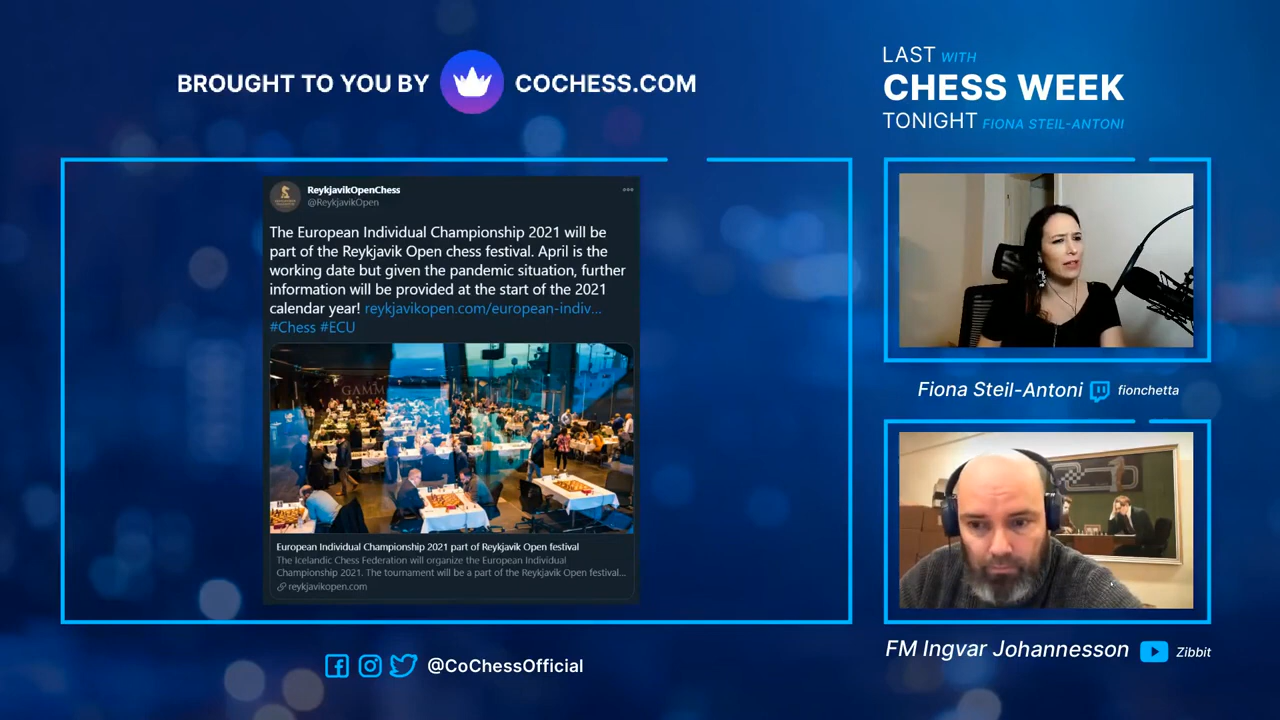 BROUGHT TO YOU BY COCHESS.COM
LAST WITH
CHESS WEEK
TONIGHT FIONA STEIL-ANTONI
ReykjavikOpenChess
@ReykjavikOpen
The European Individual Championship 2021 will be
part of the Reykjavik Open chess festival. April is the
working date but given the pandemic situation, further
information will be provided at the start of the 2021
calendar year! reykjavikopen.com/european-indiv...
#Chess #ECU
GAMM
European Individual Championship 2021 part of Reykjavik Open festival
The Icelandic Chess Federation will organize the European Individual
Championship 2021. The tournament will be a part of the Reykjavik Open festival...
reykjavikopen.com
Fiona Steil-Antoni fionchetta
FM Ingvar Johannesson Zibbit
@CoChessOfficial